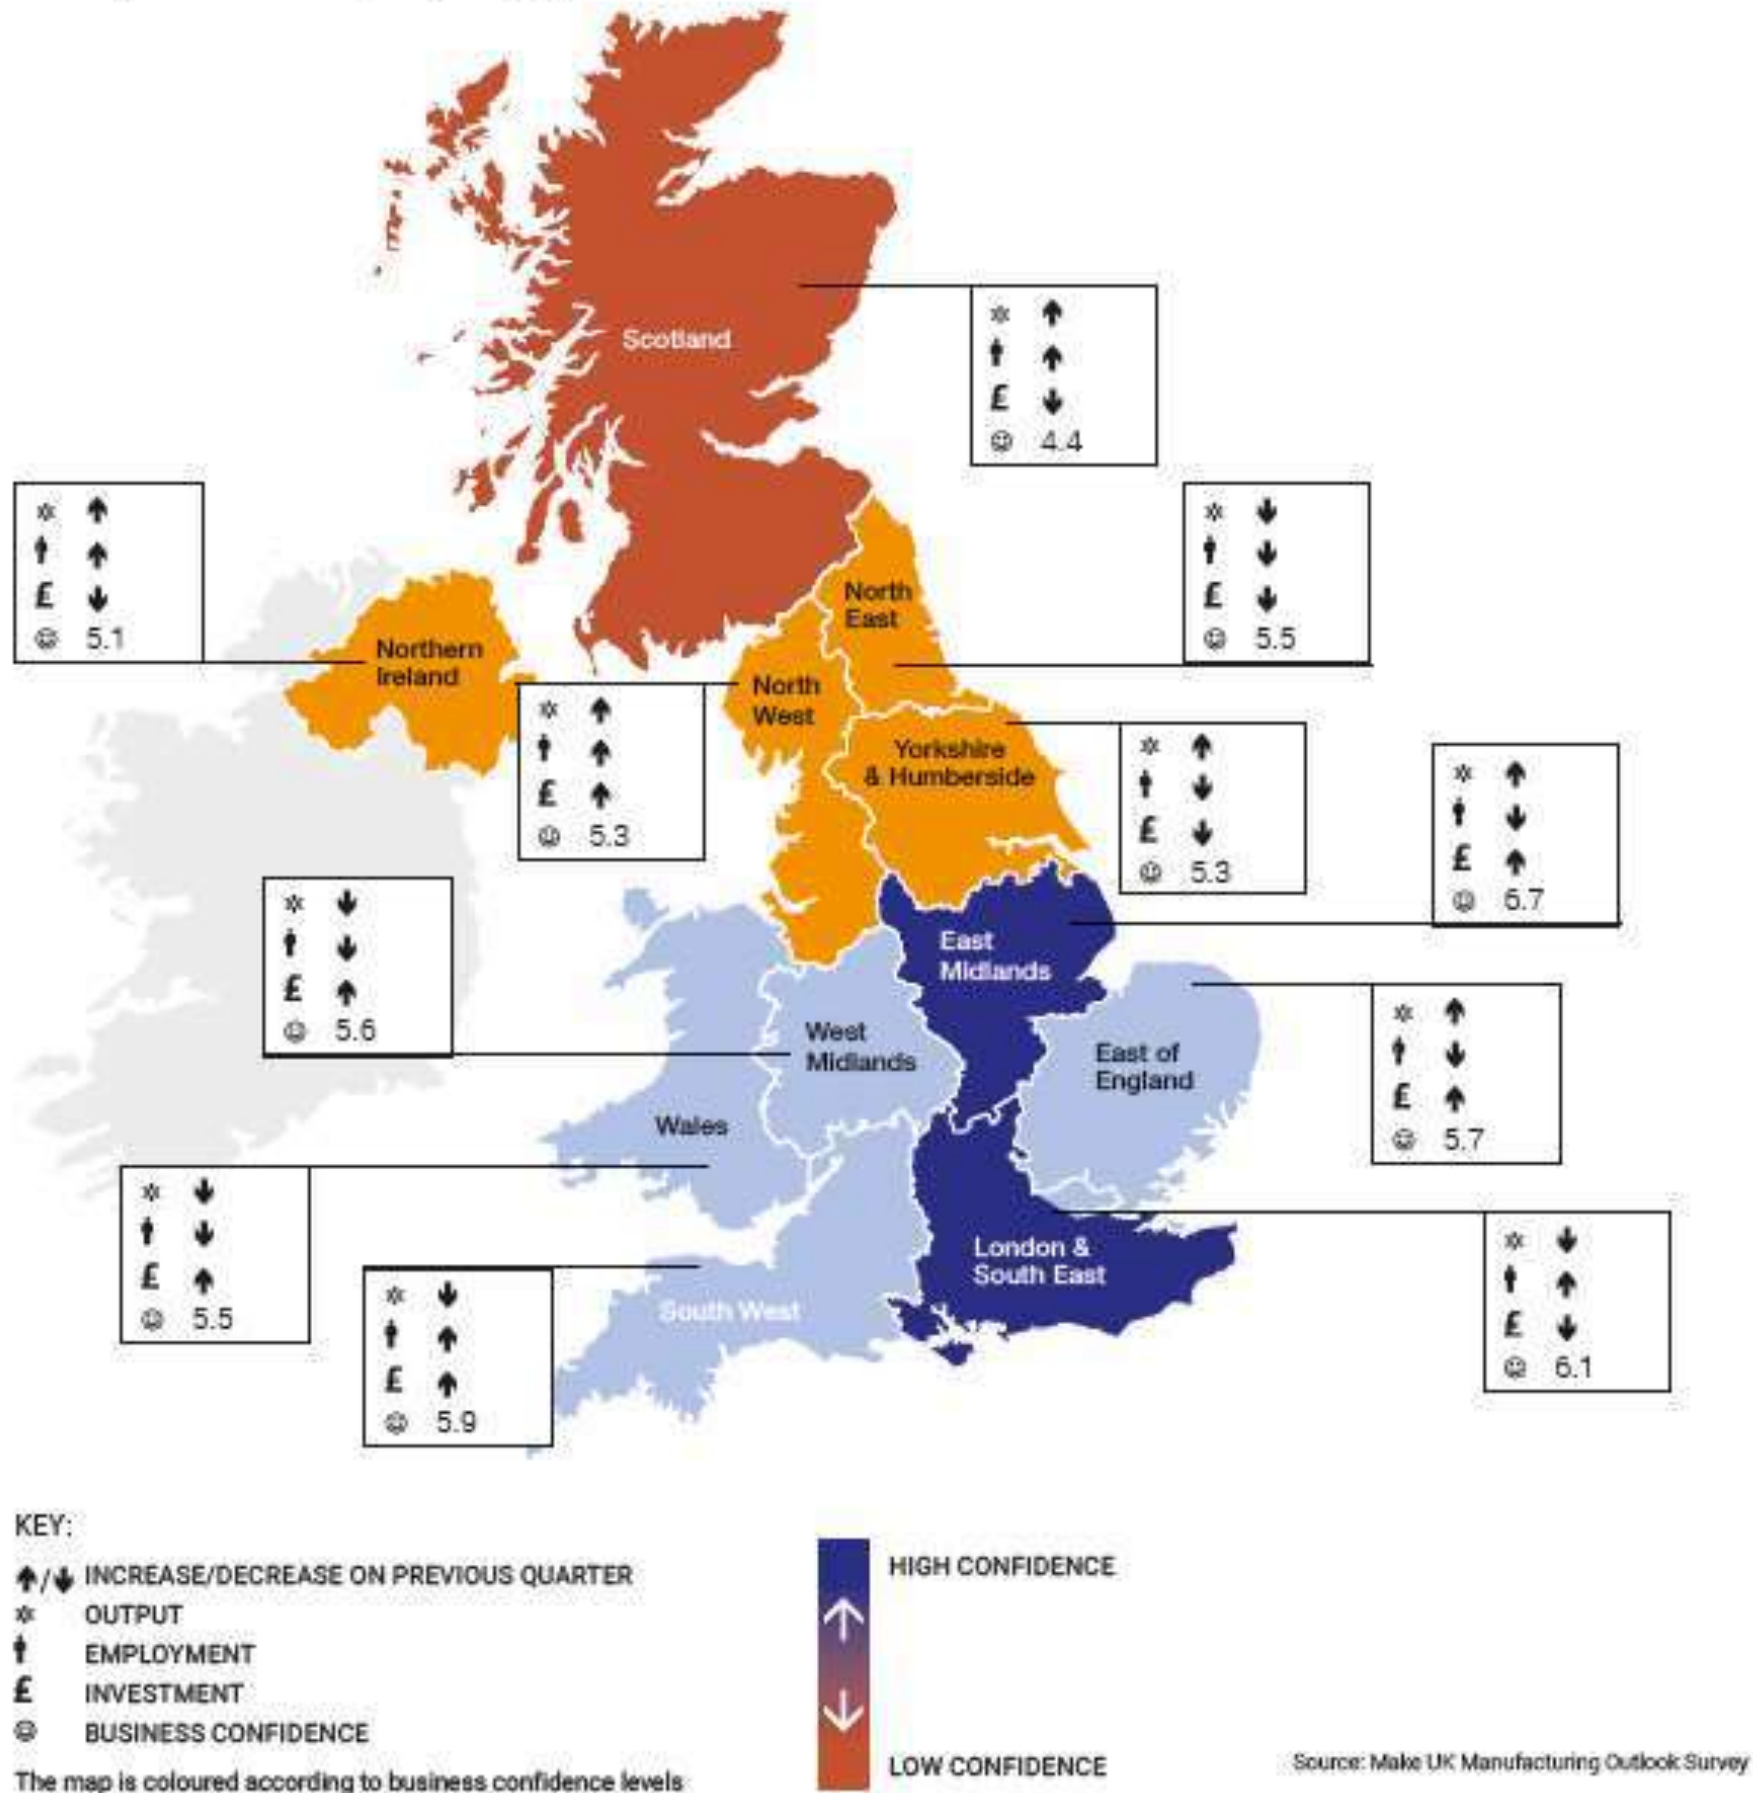 Scotland
£
4.4
£
5.1
£
5.5
North
East
Northern
Ireland
North
West
£
5.3
Yorkshire
& Humberside
£
5.3
£
6.7
East
Midlands
£
5.6
West
Midlands
East of
England
£
5.7
Wales
£
5.5
London &
South East
£
6.1
South West
£
5.9
KEY:
/ INCREASE/DECREASE ON PREVIOUS QUARTER
OUTPUT
EMPLOYMENT
£ INVESTMENT
BUSINESS CONFIDENCE
The map is coloured according to business confidence levels
HIGH CONFIDENCE
LOW CONFIDENCE
Source: Make UK Manufacturing Outlook Survey